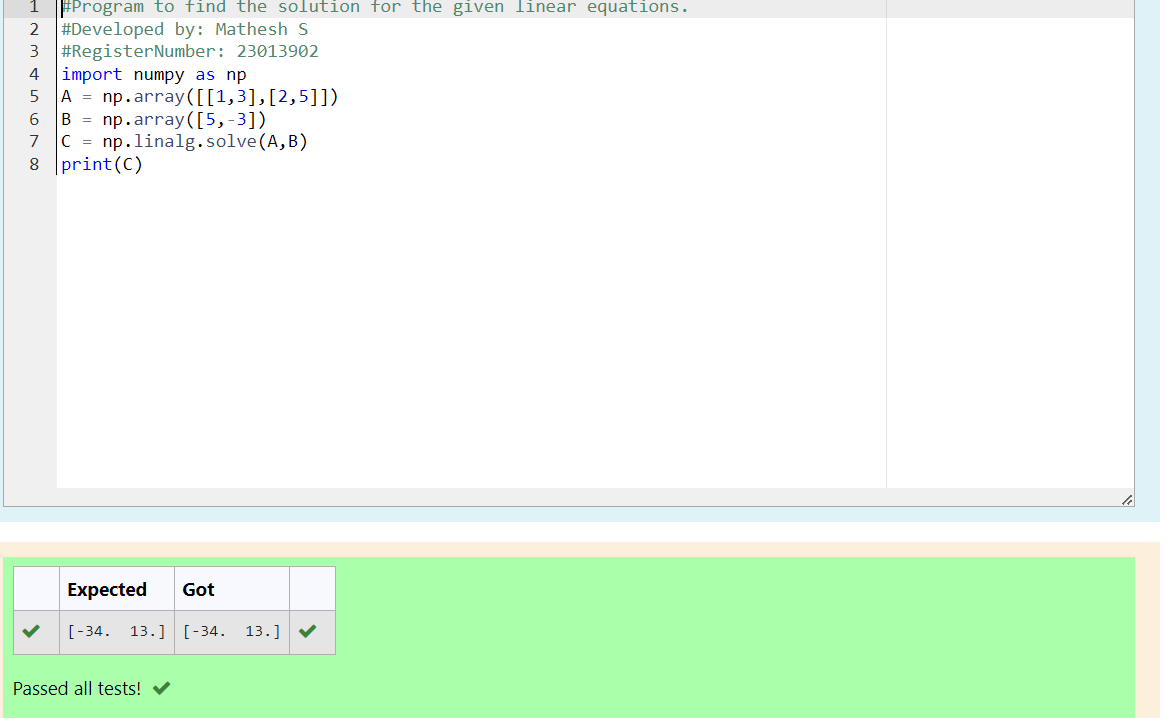 1 #Program to find the solution for the given linear equations.
2 #Developed by: Mathesh S
3 #RegisterNumber: 23013902
4 import numpy as np
5 A = np.array([[1,3],[2,5]])
6 B = np.array([5,-3])
7 C = np.linalg.solve(A,B)
8 print(C)
Expected Got
[-34.  13.] [-34.  13.]
Passed all tests!